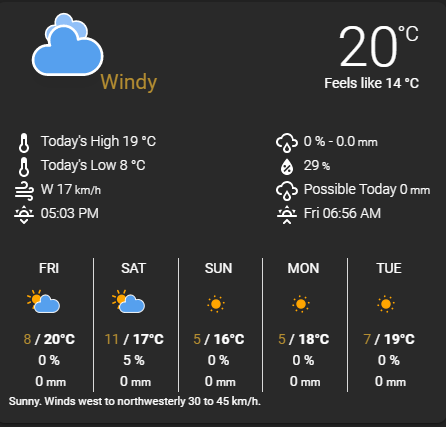 20°C
Windy
Feels like 14 °C
Today's High 19 °C
0 % - 0.0 mm
Today's Low 8 °C
29 %
W 17 km/h
Possible Today 0 mm
05:03 PM
Fri 06:56 AM
FRI SAT SUN MON TUE
8 / 20°C 11 / 17°C 5 / 16°C 5 / 18°C 7 / 19°C
0 % 5 % 0 % 0 % 0 %
0 mm 0 mm 0 mm 0 mm 0 mm
Sunny. Winds west to northwesterly 30 to 45 km/h.